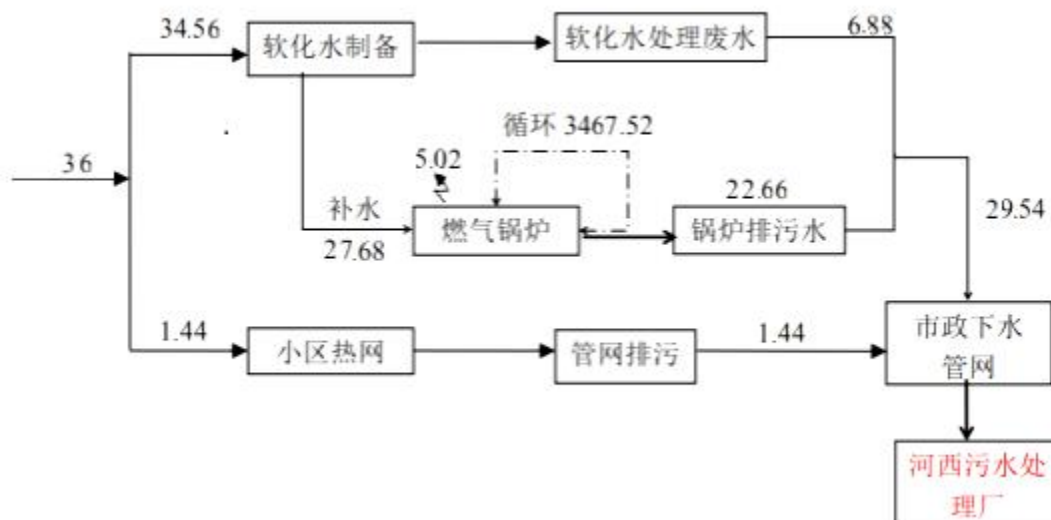 34.56
软化水制备
软化水处理废水
6.88
循环 3467.52
36
5.02
补水
27.68
燃气锅炉
22.66
锅炉排污水
29.54
1.44
小区热网
管网排污
1.44
市政下水
管网
河西污水处
理厂